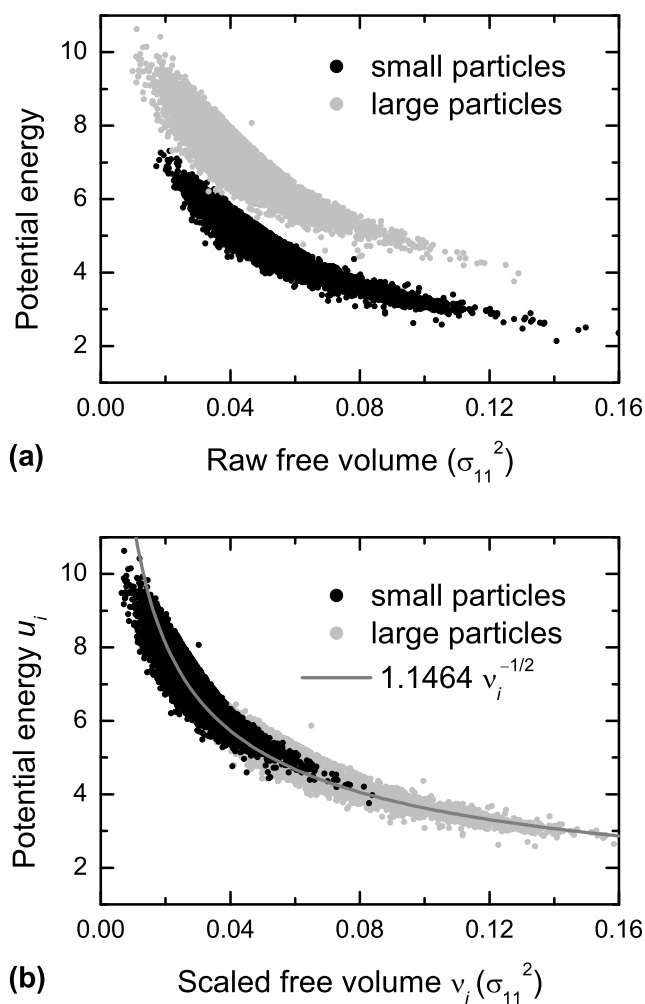 10
8
6
4
2
Potential energy
small particles
large particles
0.00 0.04 0.08 0.12 0.16
(a) Raw free volume (σ₁₁²)
10
8
6
4
2
Potential energy uᵢ
small particles
large particles
1.1464 νᵢ⁻¹/²
0.00 0.04 0.08 0.12 0.16
(b) Scaled free volume νᵢ (σ₁₁²)